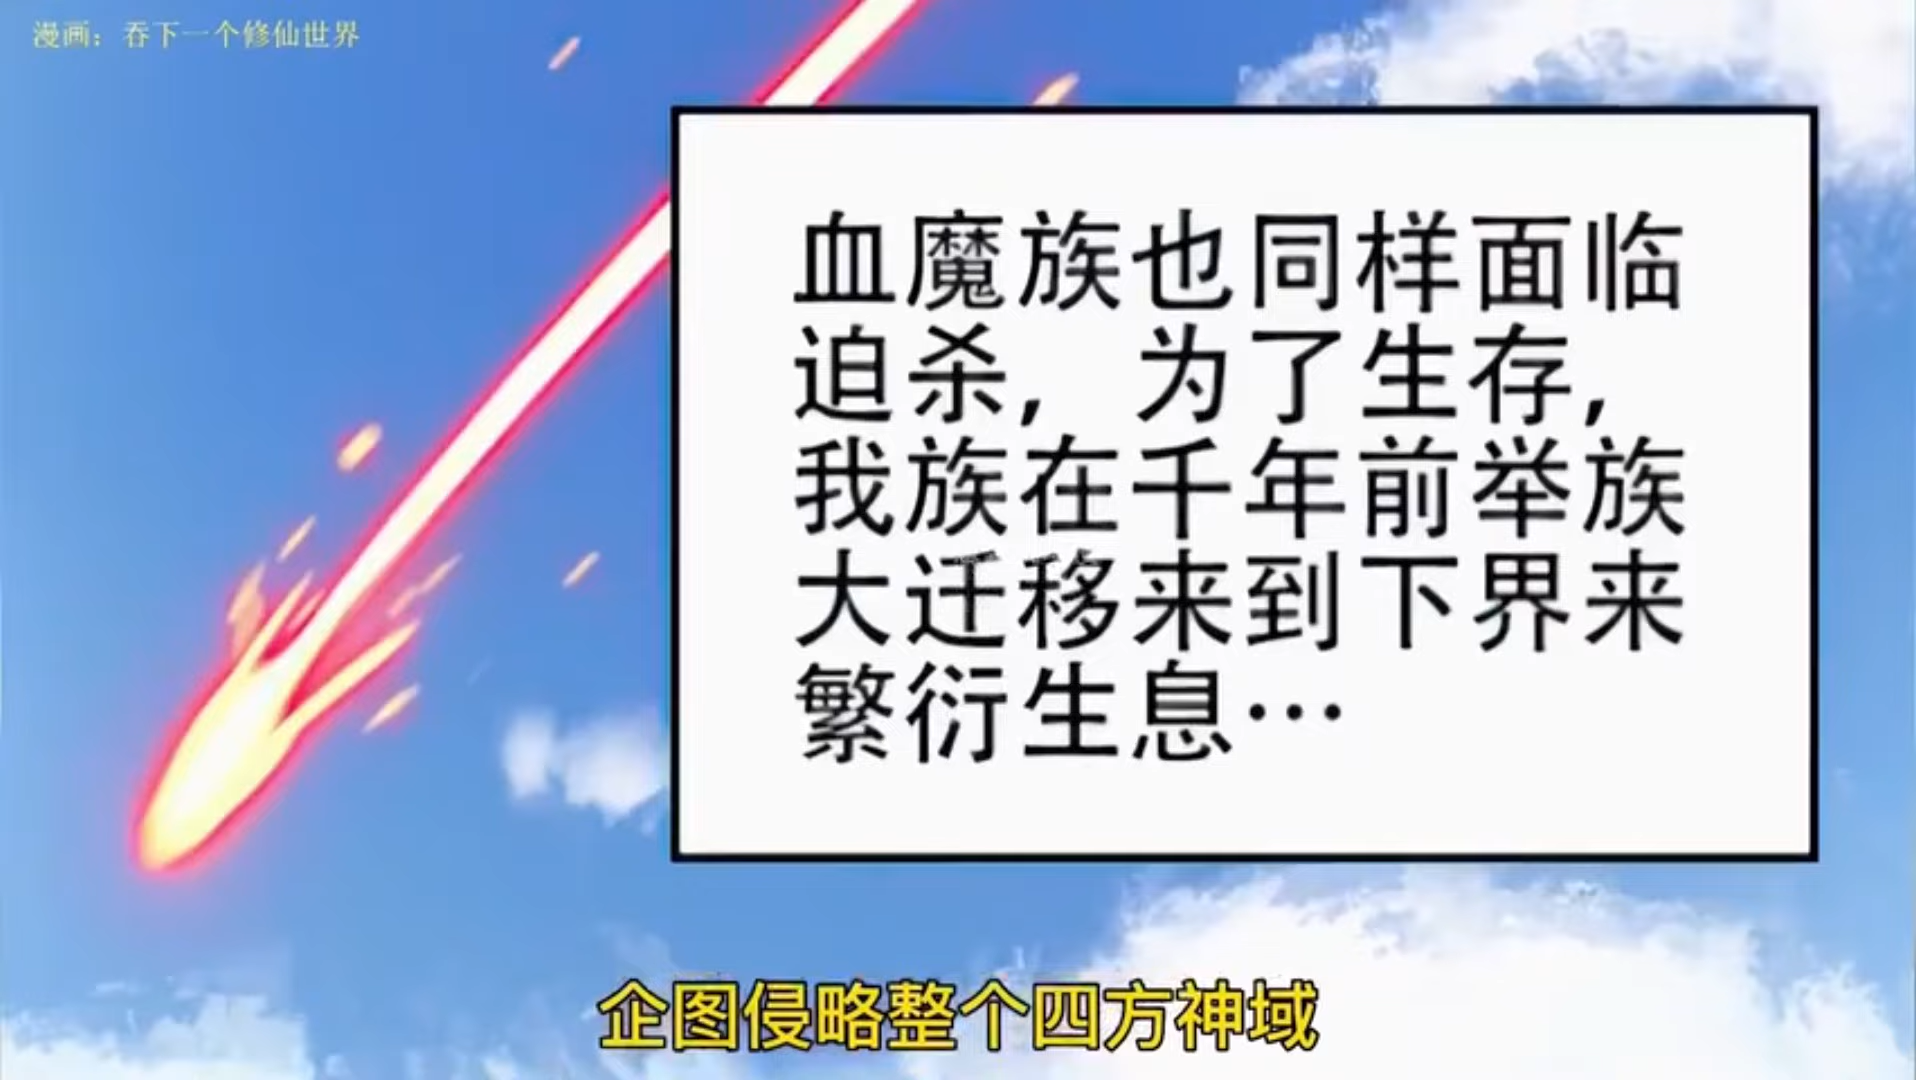 漫画：吞下一个修仙世界
血魔族也同样面临
迫杀，为了生存，
我族在千年前举族
大迁移来到下界来
繁衍生息…
企图侵略整个四方神域